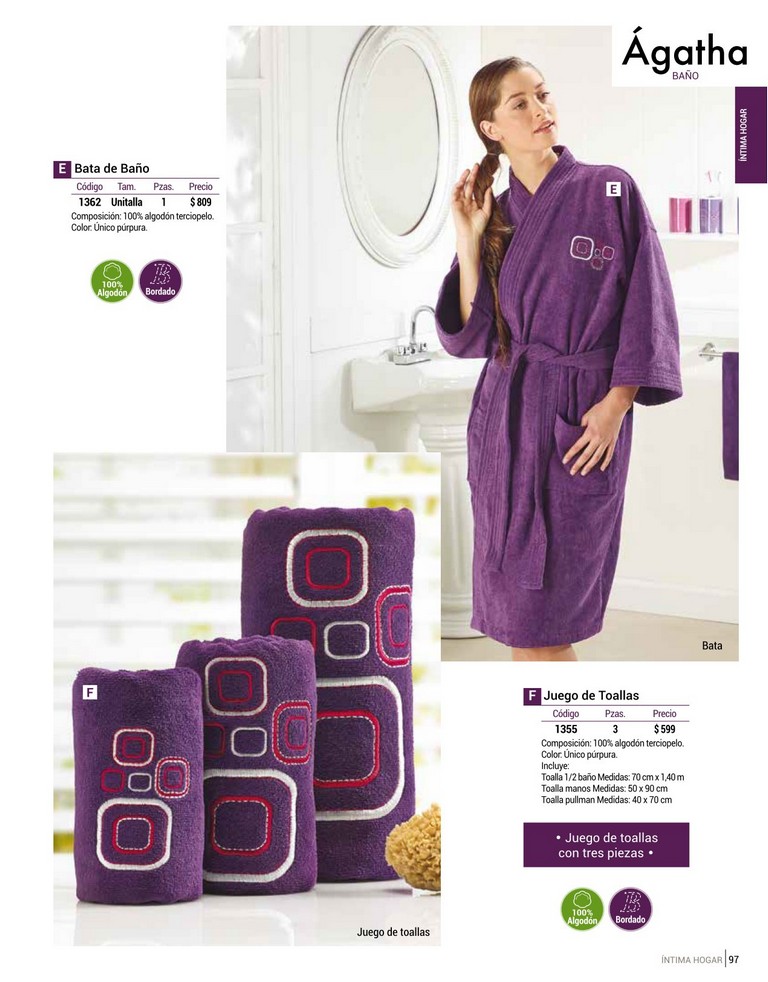 Ágatha
BAÑO
ÍNTIMA HOGAR
E Bata de Baño
Código Tam. Pzas. Precio
1362 Unitalla 1 $ 809
Composición: 100% algodón terciopelo.
Color: Único púrpura.
100%
Algodón
B
Bordado
E
Bata
F
Juego de toallas
F Juego de Toallas
Código Pzas. Precio
1355 3 $ 599
Composición: 100% algodón terciopelo.
Color: Único púrpura.
Incluye:
Toalla 1/2 baño Medidas: 70 cm x 1,40 m
Toalla manos Medidas: 50 x 90 cm
Toalla pullman Medidas: 40 x 70 cm
• Juego de toallas
con tres piezas •
100%
Algodón
B
Bordado
ÍNTIMA HOGAR 97